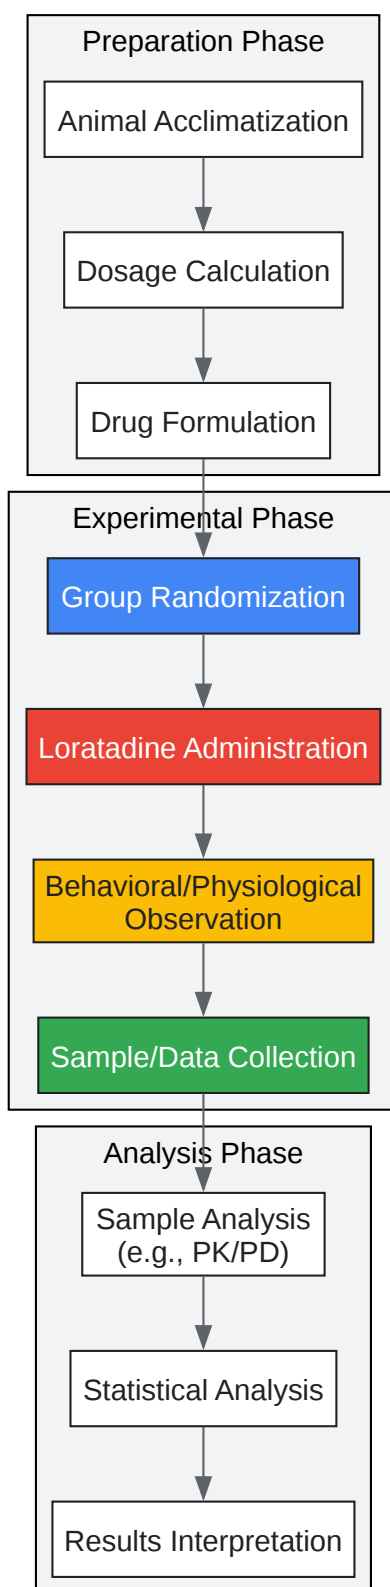 Preparation Phase
Animal Acclimatization
Dosage Calculation
Drug Formulation
Experimental Phase
Group Randomization
Loratadine Administration
Behavioral/Physiological
Observation
Sample/Data Collection
Analysis Phase
Sample Analysis
(e.g., PK/PD)
Statistical Analysis
Results Interpretation